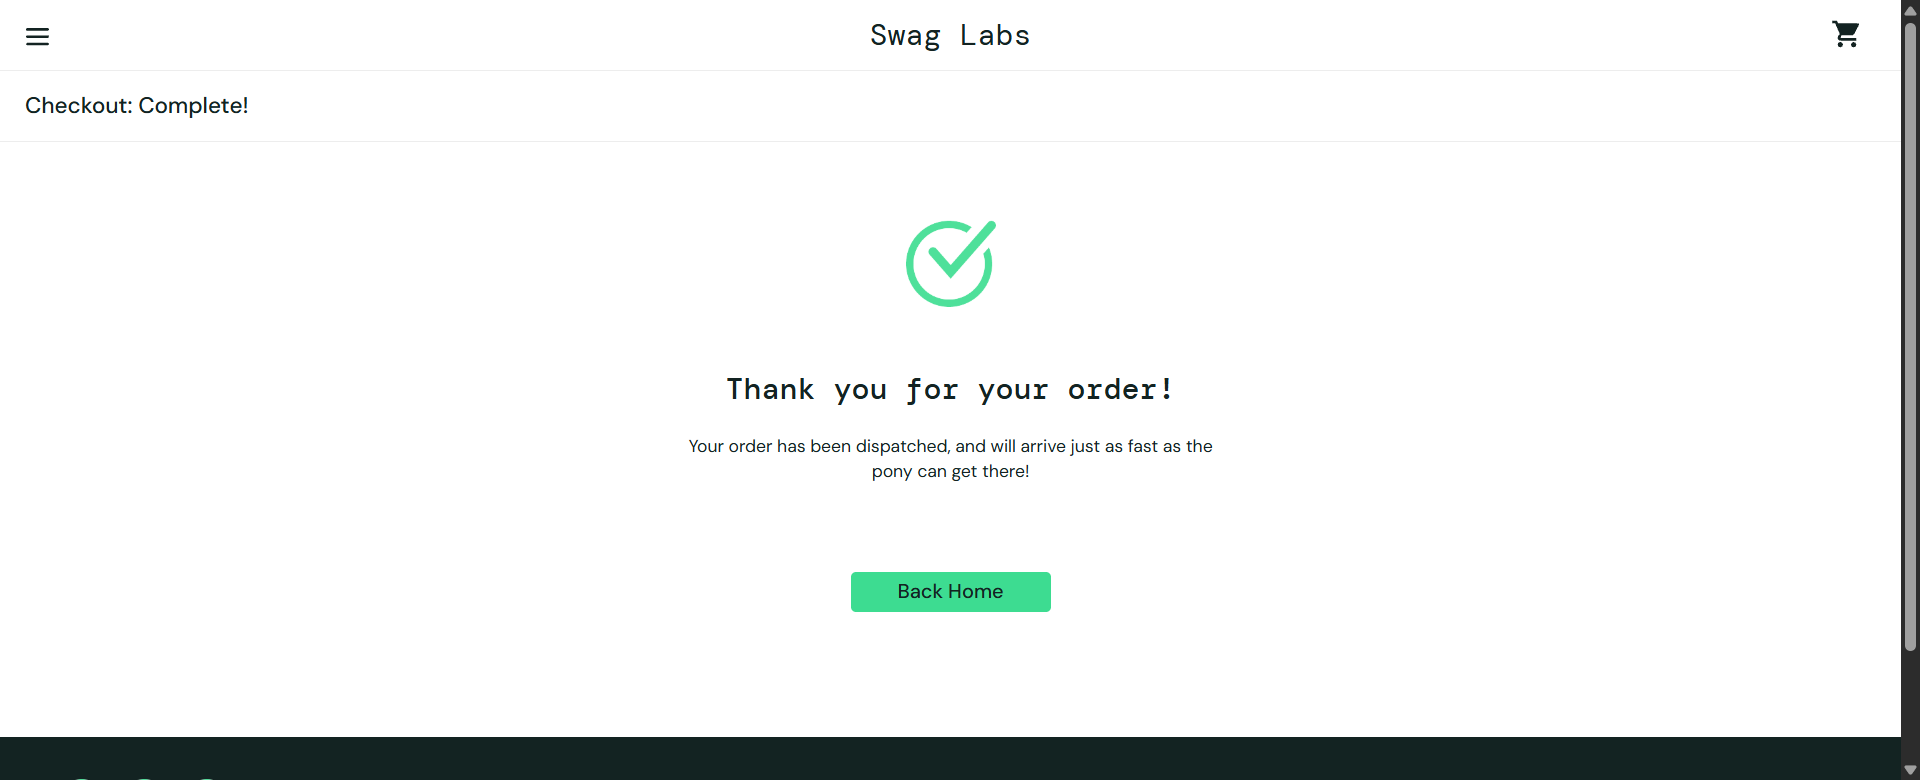 Swag Labs
Checkout: Complete!
Thank you for your order!
Your order has been dispatched, and will arrive just as fast as the
pony can get there!
Back Home